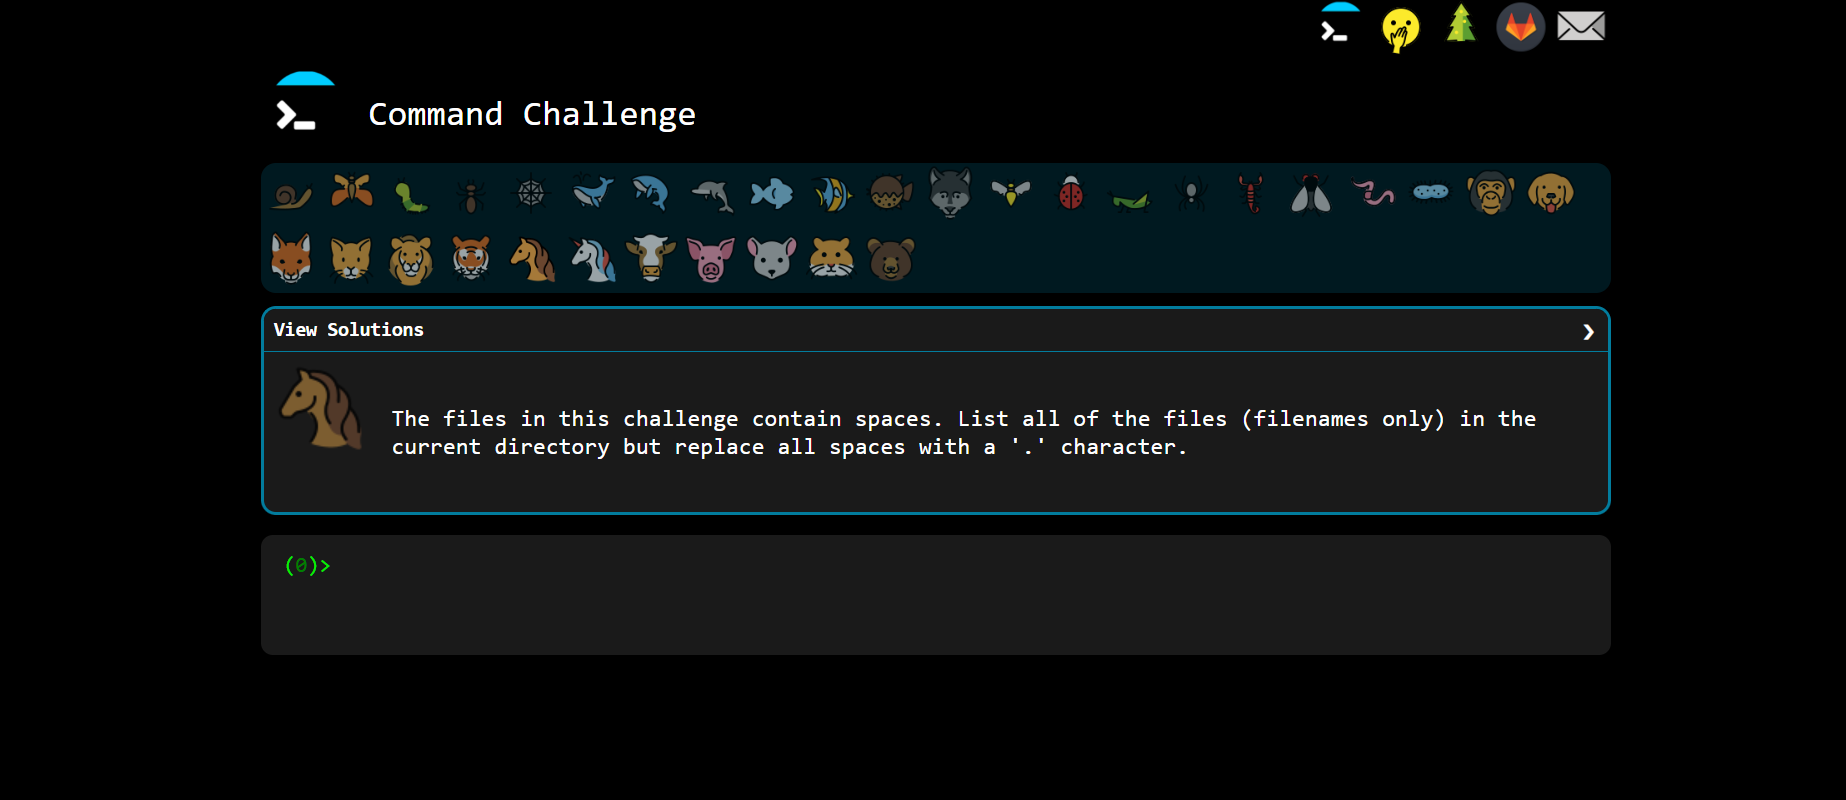 Command Challenge
View Solutions
The files in this challenge contain spaces. List all of the files (filenames only) in the
current directory but replace all spaces with a '.' character.
(0)>